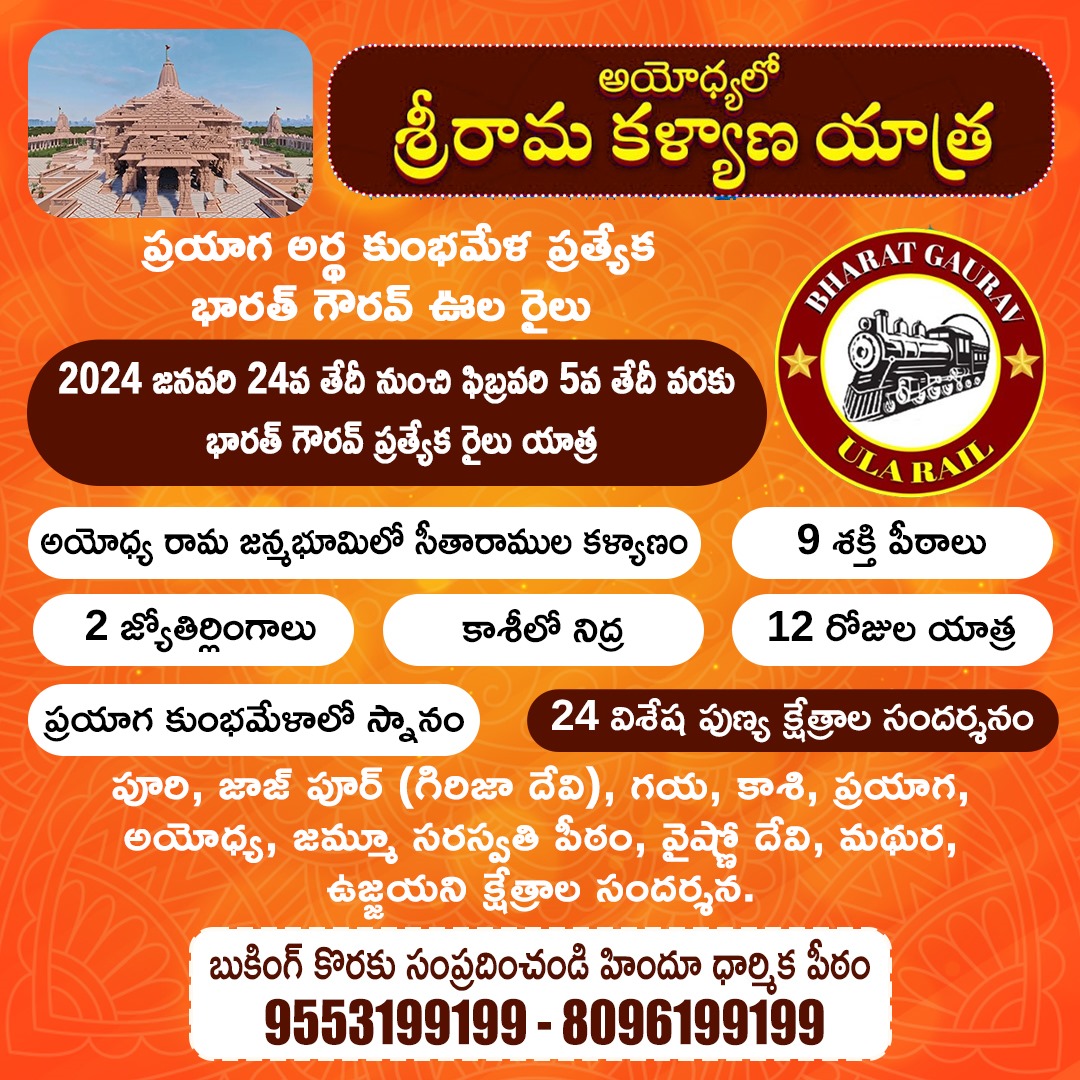 అయోధ్యలో
శ్రీరామ కళ్యాణ యాత్ర
ప్రయాగ అర్థ కుంభమేళ ప్రత్యేక
భారత్ గౌరవ్ ఊల రైలు
BHARAT GAURAV
ULA RAIL
2024 జనవరి 24వ తేదీ నుంచి ఫిబ్రవరి 5వ తేదీ వరకు
భారత్ గౌరవ్ ప్రత్యేక రైలు యాత్ర
అయోధ్య రామ జన్మభూమిలో సీతారాముల కళ్యాణం
9 శక్తి పీఠాలు
2 జ్యోతిర్లింగాలు
కాశీలో నిద్ర
12 రోజుల యాత్ర
ప్రయాగ కుంభమేళాలో స్నానం
24 విశేష పుణ్య క్షేత్రాల సందర్శనం
పూరి, జాజ్ పూర్ (గిరిజా దేవి), గయ, కాశి, ప్రయాగ,
అయోధ్య, జమ్మూ సరస్వతి పీఠం, వైష్ణో దేవి, మథుర,
ఉజ్జయని క్షేత్రాల సందర్శన.
బుకింగ్ కొరకు సంప్రదించండి హిందూ ధార్మిక పీఠం
9553199199 - 8096199199